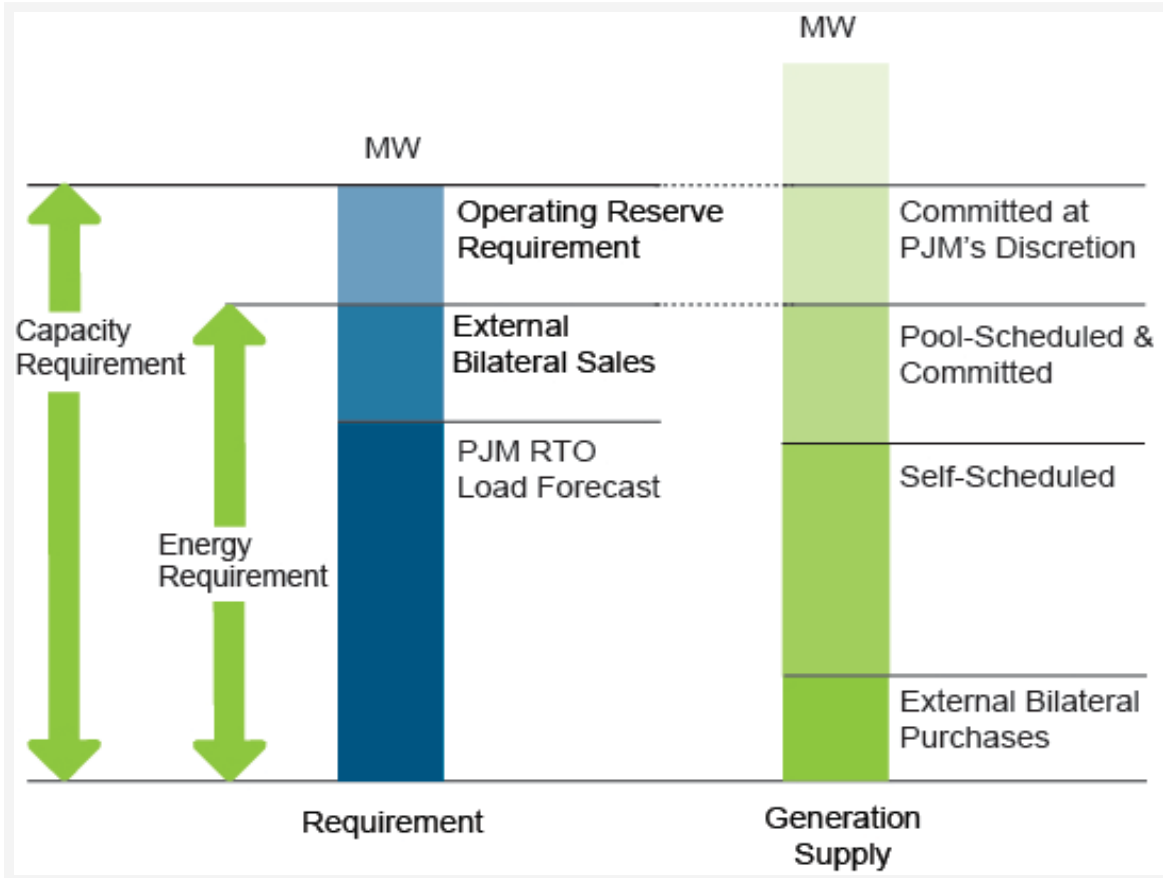 MW
MW
Operating Reserve
Requirement
Committed at
PJM's Discretion
Capacity
Requirement
External
Bilateral Sales
Pool-Scheduled &
Committed
PJM RTO
Load Forecast
Self-Scheduled
Energy
Requirement
External Bilateral
Purchases
Requirement
Generation
Supply